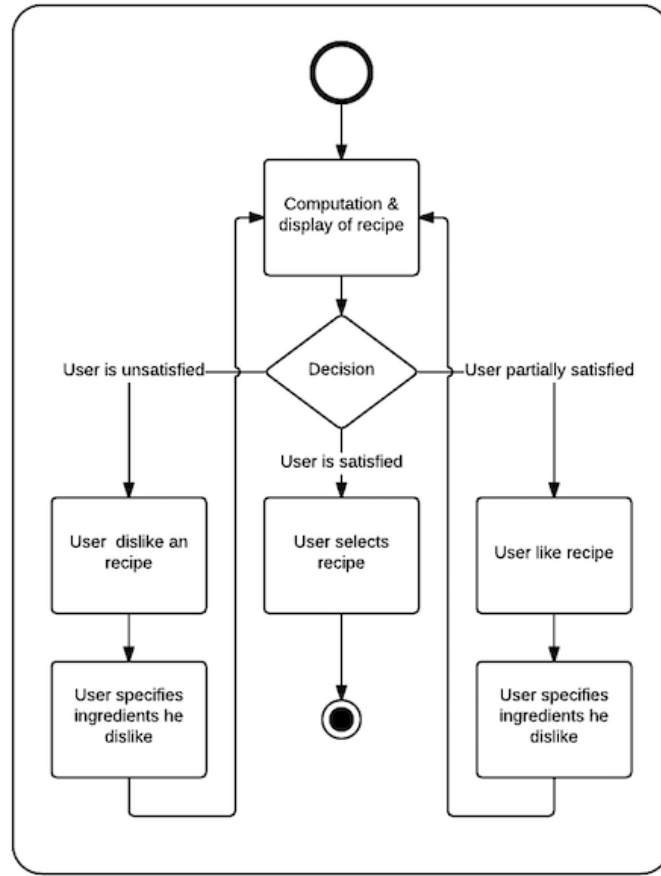 Computation &
display of recipe
Decision
User is unsatisfied
User partially satisfied
User is satisfied
User  dislike an
recipe
User selects
recipe
User like recipe
User specifies
ingredients he
dislike
User specifies
ingredients he
dislike